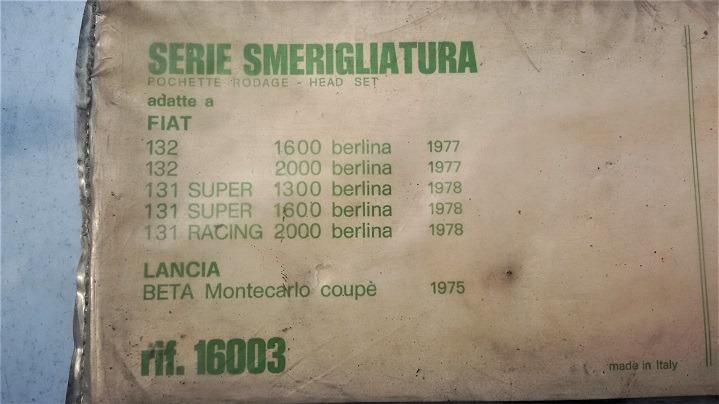 SERIE SMERIGLIATURA
POCHETTE RODAGE - HEAD SET
adatte a
FIAT
132 1600 berlina 1977
132 2000 berlina 1977
131 SUPER 1300 berlina 1978
131 SUPER 1600 berlina 1978
131 RACING 2000 berlina 1978
LANCIA
BETA Montecarlo coupè 1975
rif. 16003
made in Italy